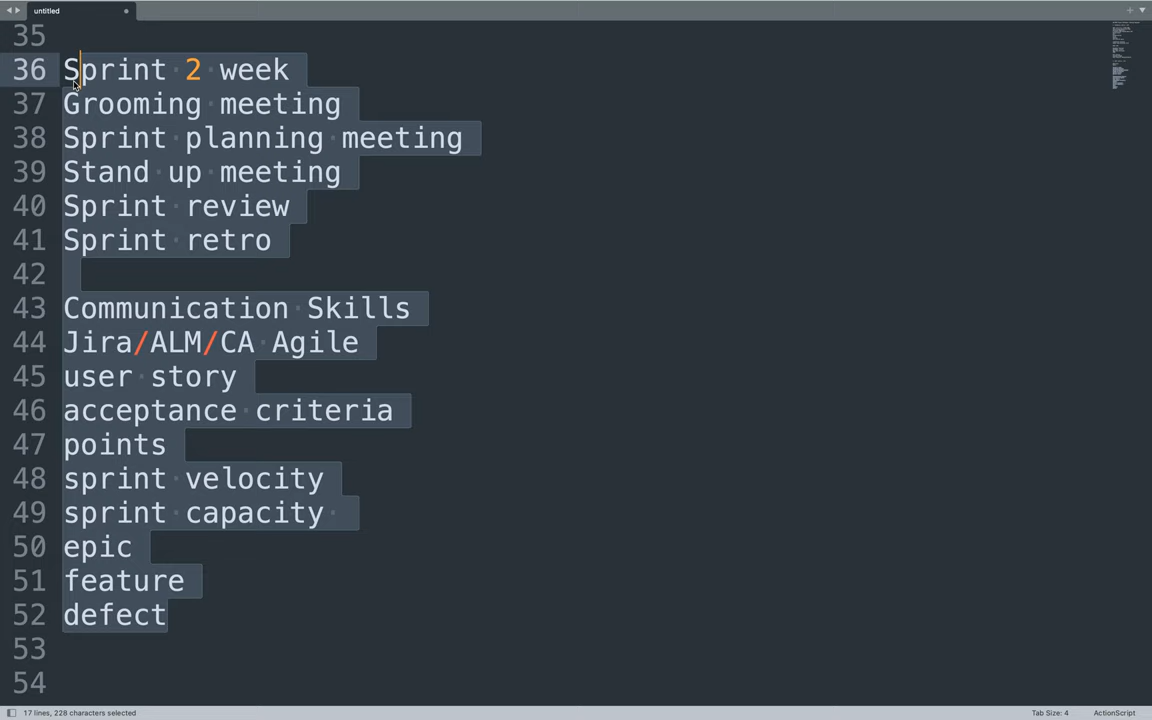 untitled
35
36 Sprint 2 week
37 Grooming meeting
38 Sprint planning meeting
39 Stand up meeting
40 Sprint review
41 Sprint retro
42
43 Communication Skills
44 Jira/ALM/CA Agile
45 user story
46 acceptance criteria
47 points
48 sprint velocity
49 sprint capacity
50 epic
51 feature
52 defect
53
54
17 lines, 228 characters selected
Tab Size: 4
ActionScript